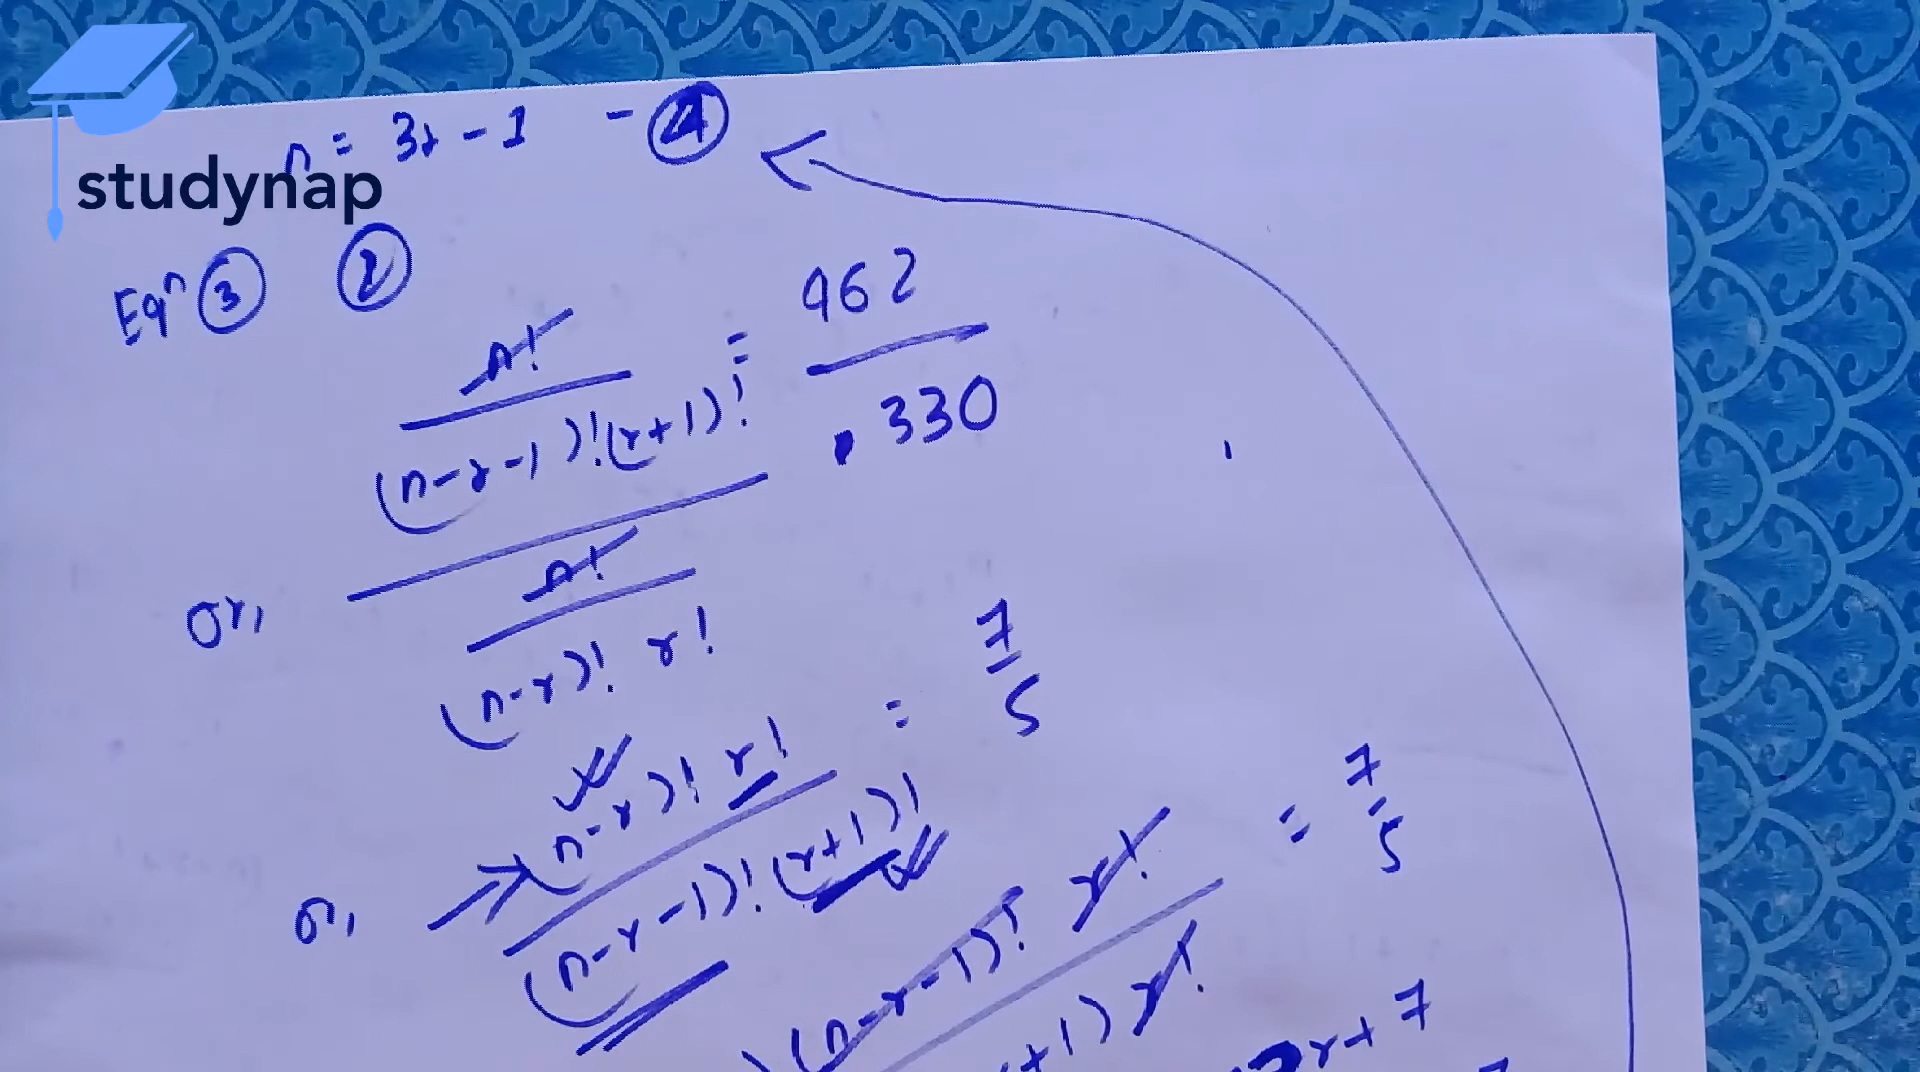 studynap
n = 3r - 1 - (4)
Eqⁿ (3) (2)
n! / (n-r-1)!(r+1)! = 462 / 330
or, n! / (n-r)! r!
(n-r)! r! = 7/5
or, (n-r-1)! (r+1)!
(n-r-1)! r! = 7/5
+1) r!
r+7